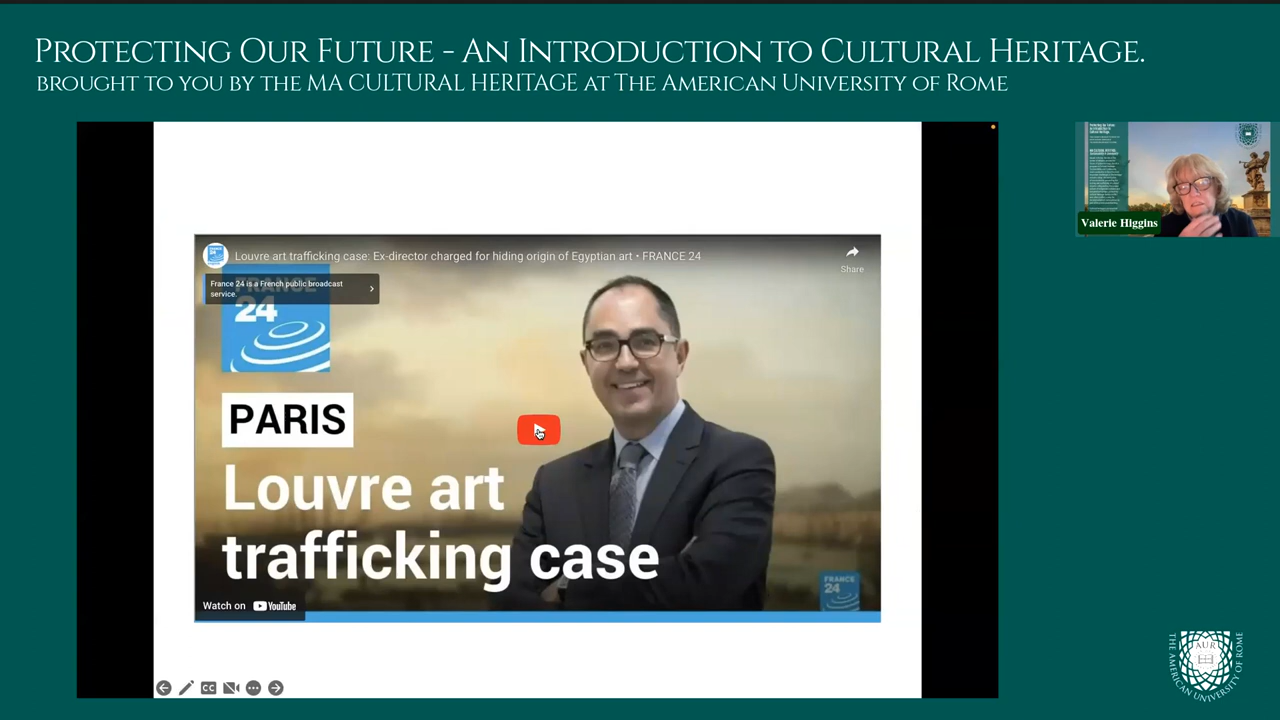 PROTECTING OUR FUTURE - AN INTRODUCTION TO CULTURAL HERITAGE.
BROUGHT TO YOU BY THE MA CULTURAL HERITAGE AT THE AMERICAN UNIVERSITY OF ROME
Valerie Higgins
FRANCE
24
Louvre art trafficking case: Ex-director charged for hiding origin of Egyptian art • FRANCE 24
Share
France 24 is a French public broadcast
service.
FRANCE
24
PARIS
Louvre art
trafficking case
FRANCE
24
Watch on YouTube
CC
AUR
THE AMERICAN UNIVERSITY OF ROME